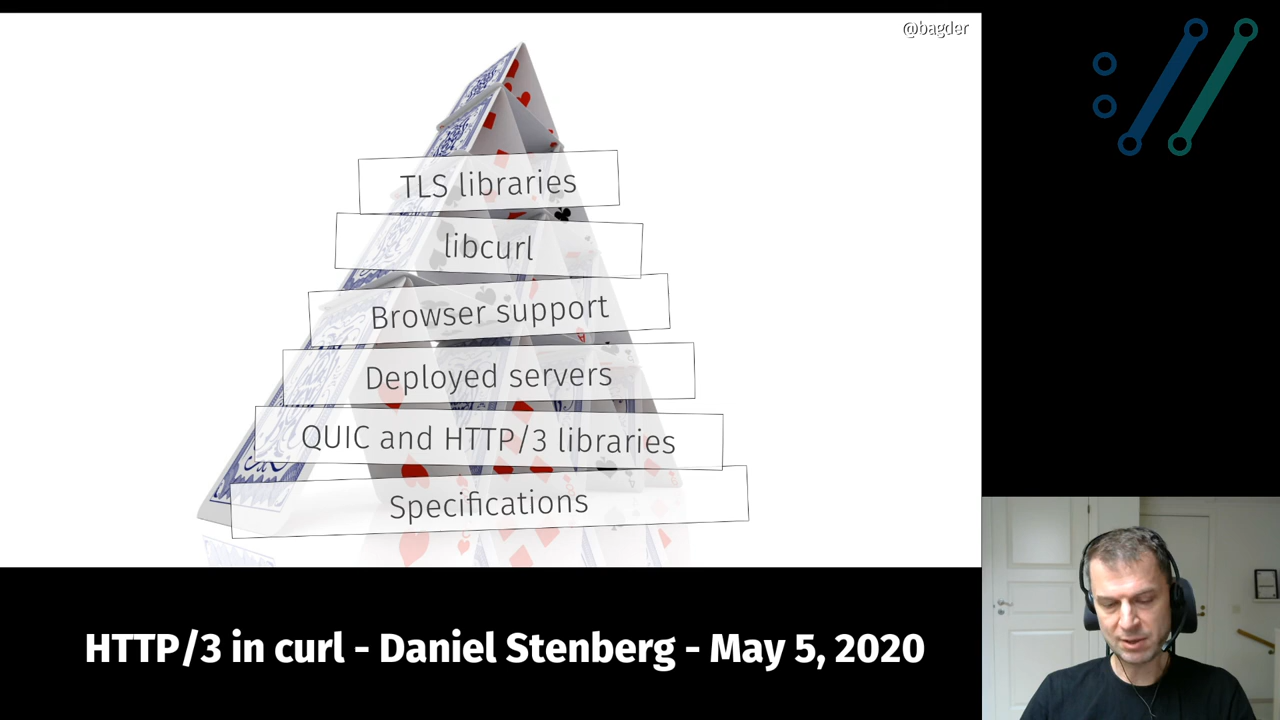 @bagder
TLS libraries
libcurl
Browser support
Deployed servers
QUIC and HTTP/3 libraries
Specifications
HTTP/3 in curl - Daniel Stenberg - May 5, 2020